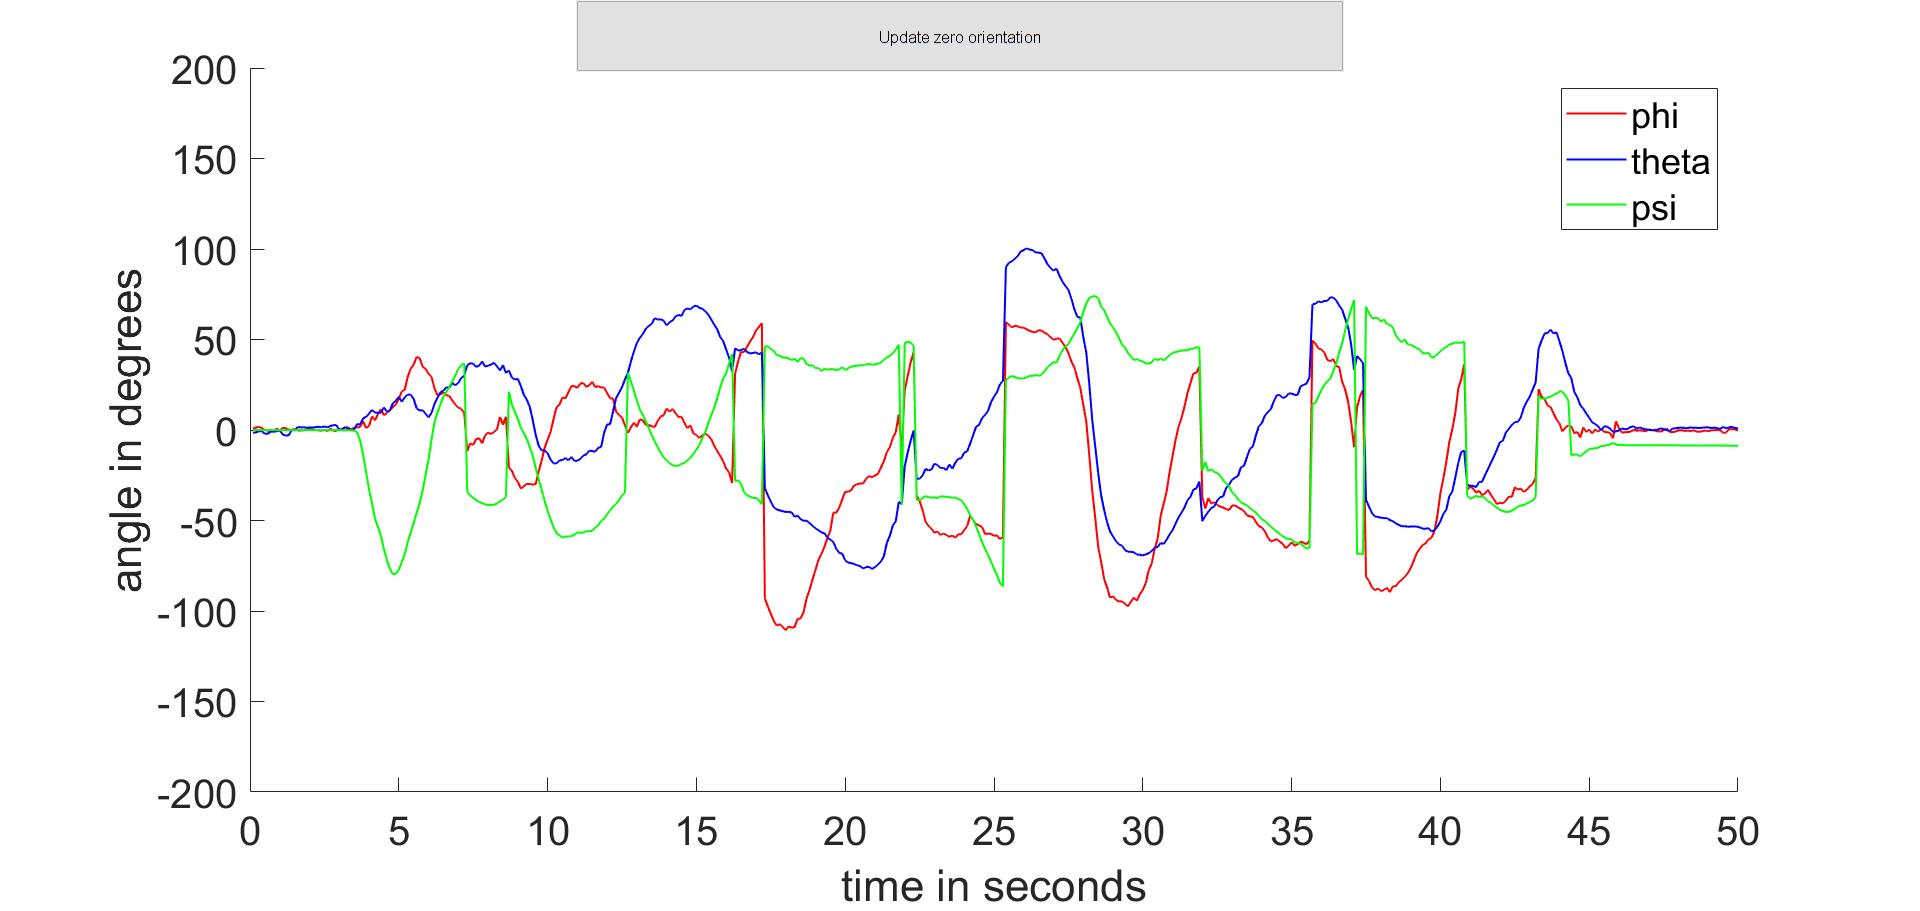 Update zero orientation
200
150
100
50
0
-50
-100
-150
-200
angle in degrees
phi
theta
psi
0 5 10 15 20 25 30 35 40 45 50
time in seconds